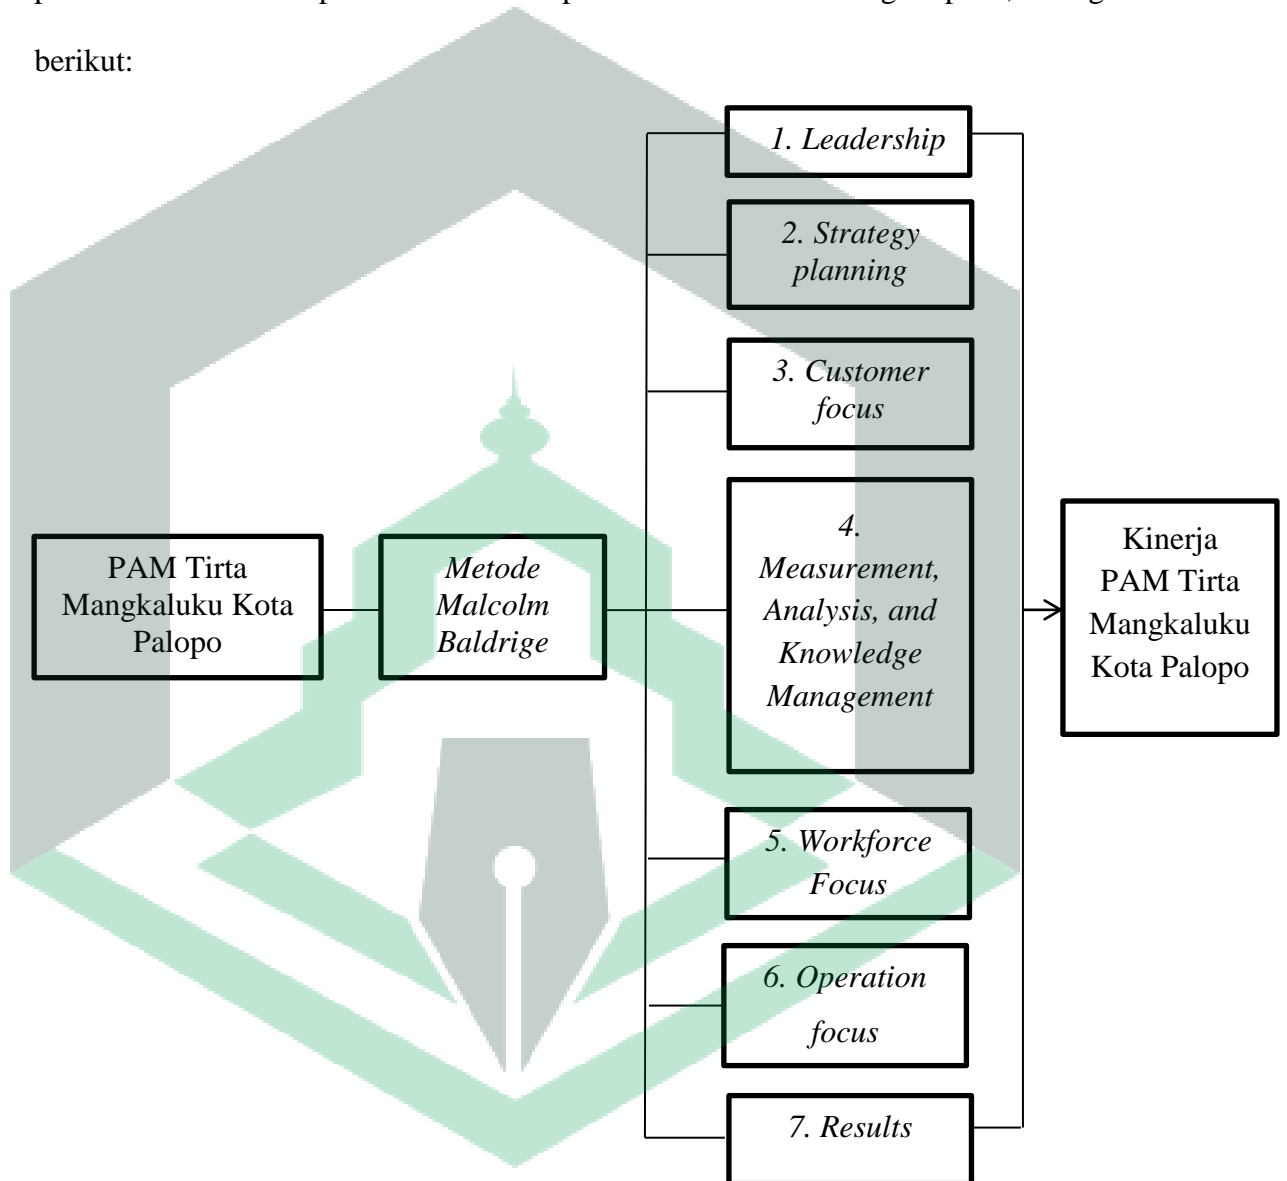 berikut:
1. Leadership
2. Strategy
planning
3. Customer
focus
4.
Measurement,
Analysis, and
Knowledge
Management
5. Workforce
Focus
6. Operation
focus
7. Results
PAM Tirta
Mangkaluku Kota
Palopo
Metode
Malcolm
Baldrige
Kinerja
PAM Tirta
Mangkaluku
Kota Palopo